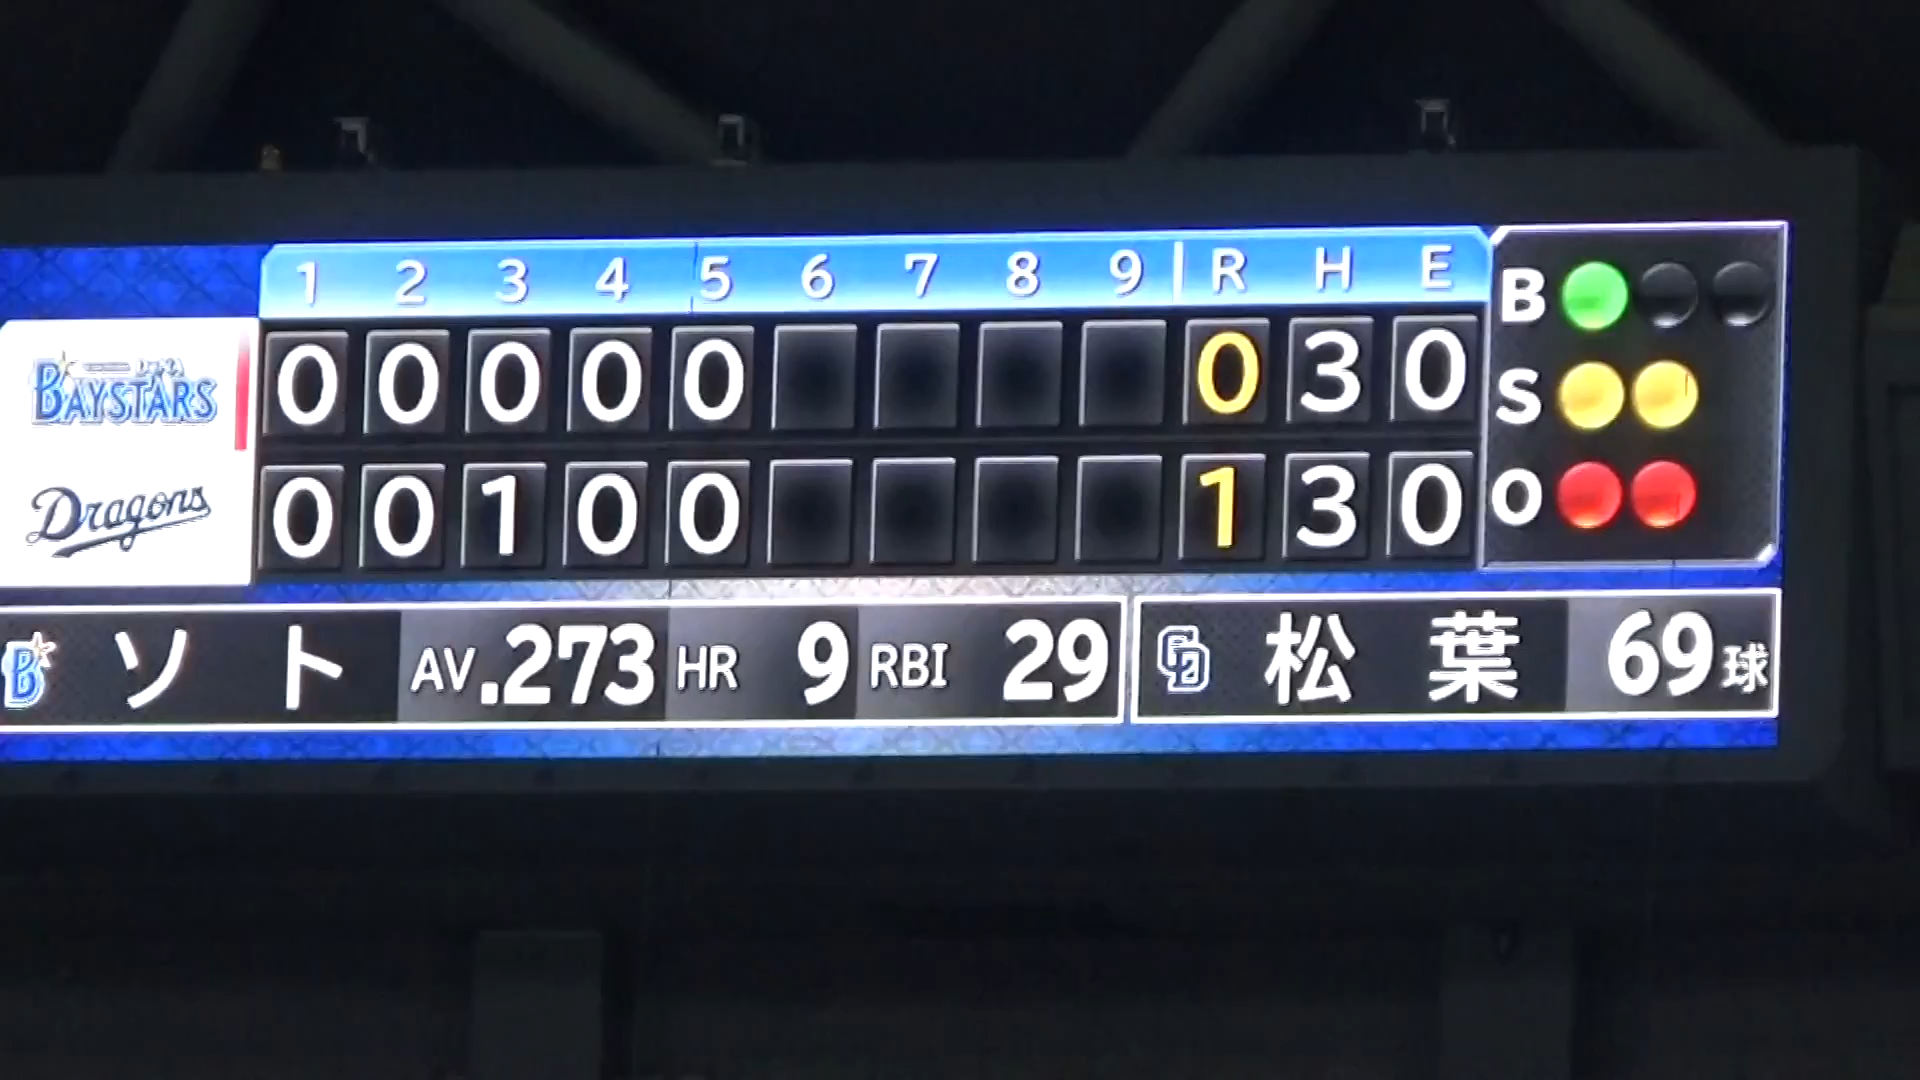 1 2 3 4 5 6 7 8 9 R H E
BAYSTARS 0 0 0 0 0 0 3 0
Dragons 0 0 1 0 0 1 3 0
B
S
O
B ソト AV .273 HR 9 RBI 29
CD 松葉 69球